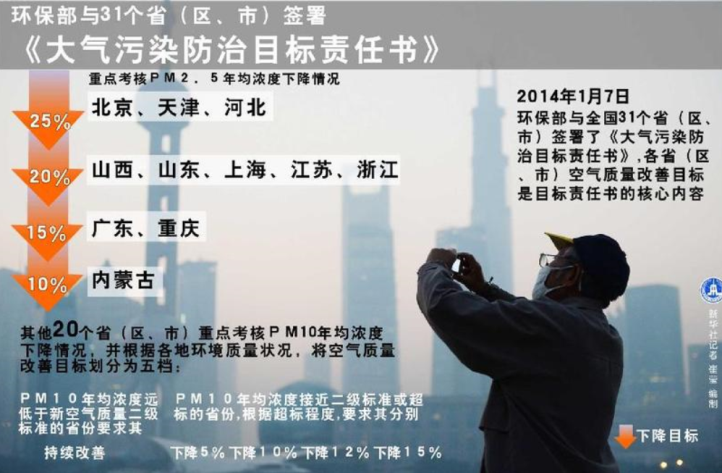 环保部与31个省（区、市）签署
《大气污染防治目标责任书》
重点考核PM2．5年均浓度下降情况
25%
北京、天津、河北
20%
山西、山东、上海、江苏、浙江
15%
广东、重庆
10%
内蒙古
2014年1月7日
环保部与全国31个省（区、
市）签署了《大气污染防
治目标责任书》,各省（区
、市）空气质量改善目标
是目标责任书的核心内容
其他20个省（区、市）重点考核PM10年均浓度
下降情况，并根据各地环境质量状况，将空气质量
改善目标划分为五档：
PM10年均浓度远
低于新空气质量二级
标准的省份要求其
持续改善
PM10年均浓度接近二级标准或超
标的省份,根据超标程度,要求其分别
下降5%下降10%下降12%下降15%
下降目标
新华社记者 崔莹 编制